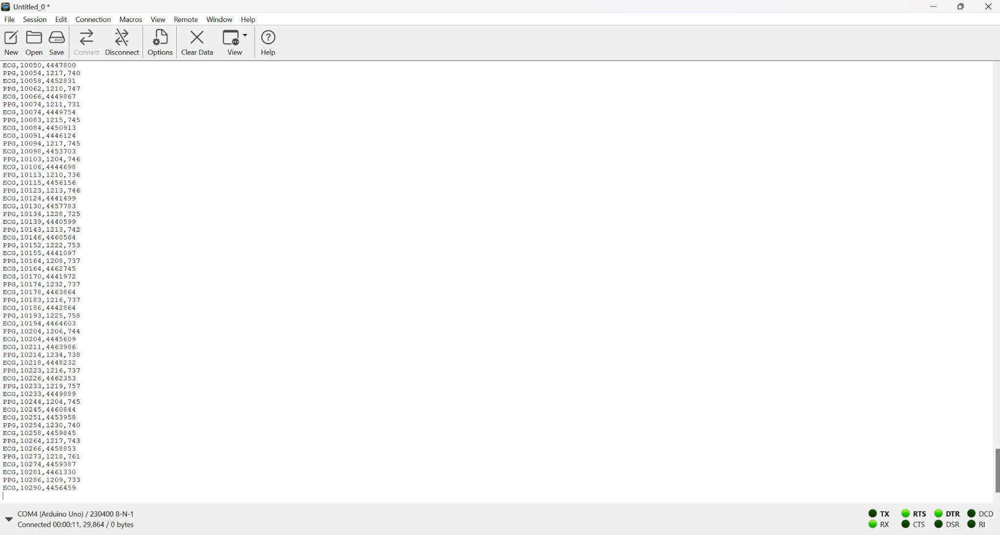 Untitled_0 *
File Session Edit Connection Macros View Remote Window Help
New Open Save Connect Disconnect Options Clear Data View Help
ECG,10050,4447800
PPG,10054,1217,740
ECG,10058,4452831
PPG,10062,1210,747
ECG,10066,4449867
PPG,10074,1211,731
ECG,10074,4449754
PPG,10083,1215,745
ECG,10084,4450913
ECG,10091,4446124
PPG,10094,1217,745
ECG,10098,4453703
PPG,10103,1204,746
ECG,10106,4444698
PPG,10113,1210,736
ECG,10115,4456156
PPG,10123,1213,746
ECG,10124,4441499
ECG,10130,4457783
PPG,10134,1228,725
ECG,10139,4440599
PPG,10143,1213,742
ECG,10146,4460564
PPG,10152,1222,753
ECG,10155,4441097
PPG,10164,1208,737
ECG,10164,4462745
ECG,10170,4441972
PPG,10174,1232,737
ECG,10178,4463864
PPG,10183,1216,737
ECG,10186,4442864
PPG,10193,1225,758
ECG,10194,4464603
PPG,10204,1206,744
ECG,10204,4445609
ECG,10211,4463986
PPG,10214,1234,738
ECG,10218,4448232
PPG,10223,1216,737
ECG,10226,4462353
PPG,10233,1219,757
ECG,10233,4449889
PPG,10244,1204,745
ECG,10245,4460844
ECG,10251,4453958
PPG,10254,1230,740
ECG,10258,4459845
PPG,10264,1217,743
ECG,10266,4458853
PPG,10273,1218,761
ECG,10274,4459387
ECG,10281,4461330
PPG,10286,1209,733
ECG,10290,4456459
COM4 (Arduino Uno) / 230400 8-N-1
Connected 00:00:11, 29,864 / 0 bytes
TX RTS DTR DCD
RX CTS DSR RI